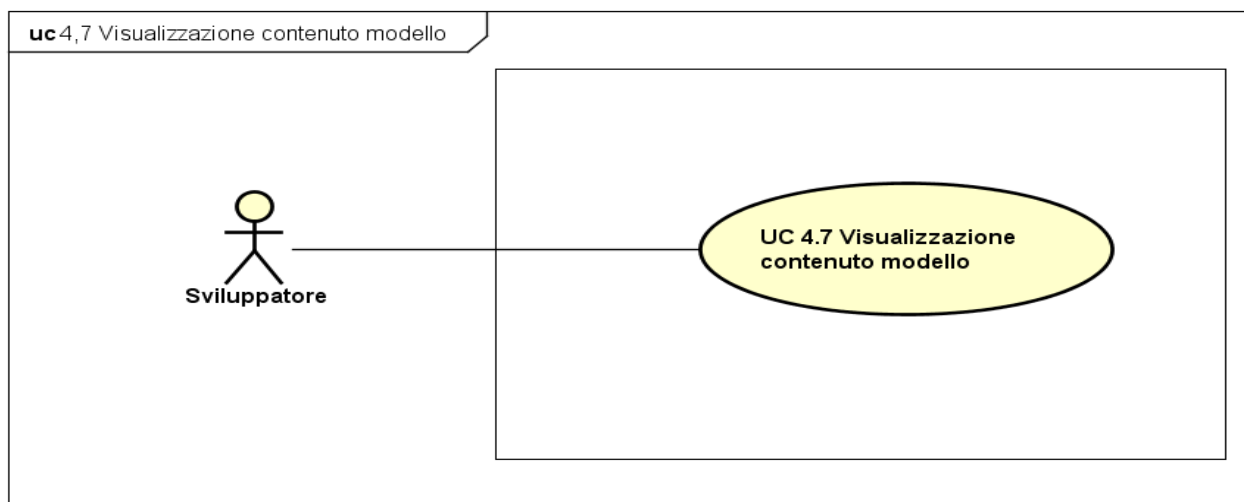 uc 4,7 Visualizzazione contenuto modello
UC 4.7 Visualizzazione
contenuto modello
Sviluppatore